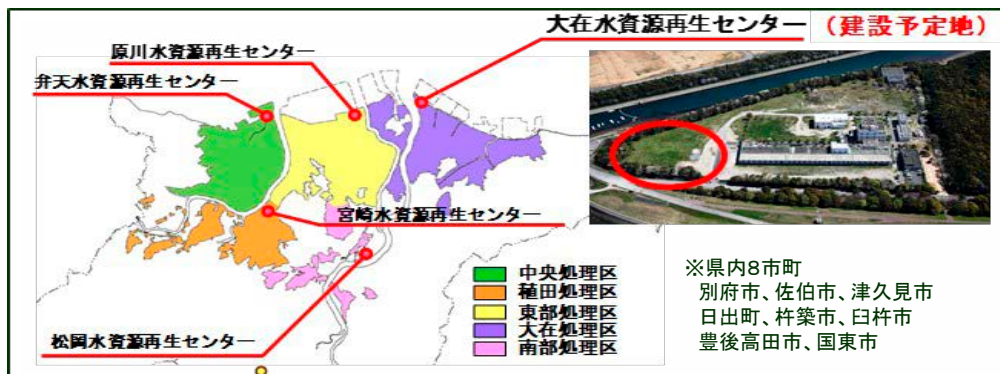 大在水資源再生センター (建設予定地)
原川水資源再生センター
弁天水資源再生センター
宮崎水資源再生センター
松岡水資源再生センター
中央処理区
稙田処理区
東部処理区
大在処理区
南部処理区
※県内8市町
別府市、佐伯市、津久見市
日出町、杵築市、臼杵市
豊後高田市、国東市